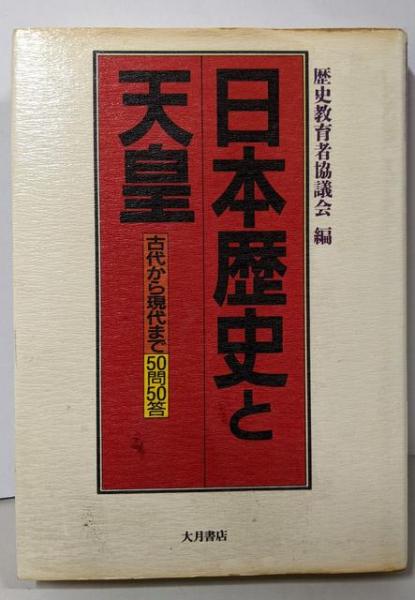 歴史教育者協議会 編
日本歴史と
天皇
古代から現代まで50問50答
大月書店